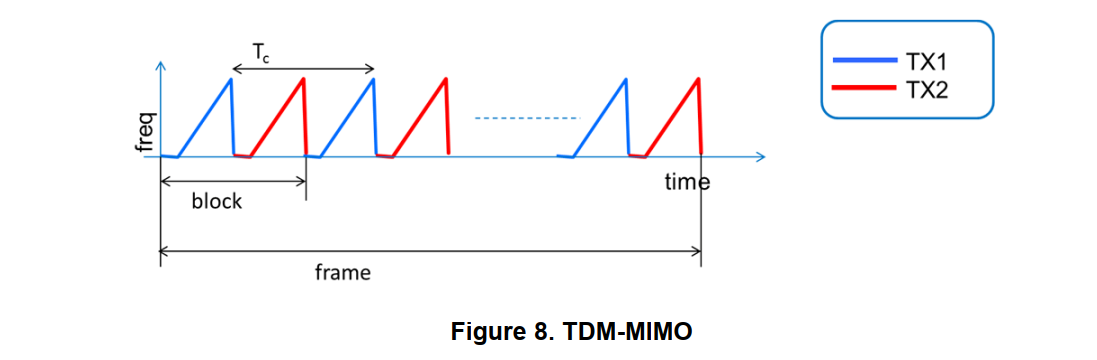 Tc
TX1
TX2
freq
time
block
frame
Figure 8. TDM-MIMO